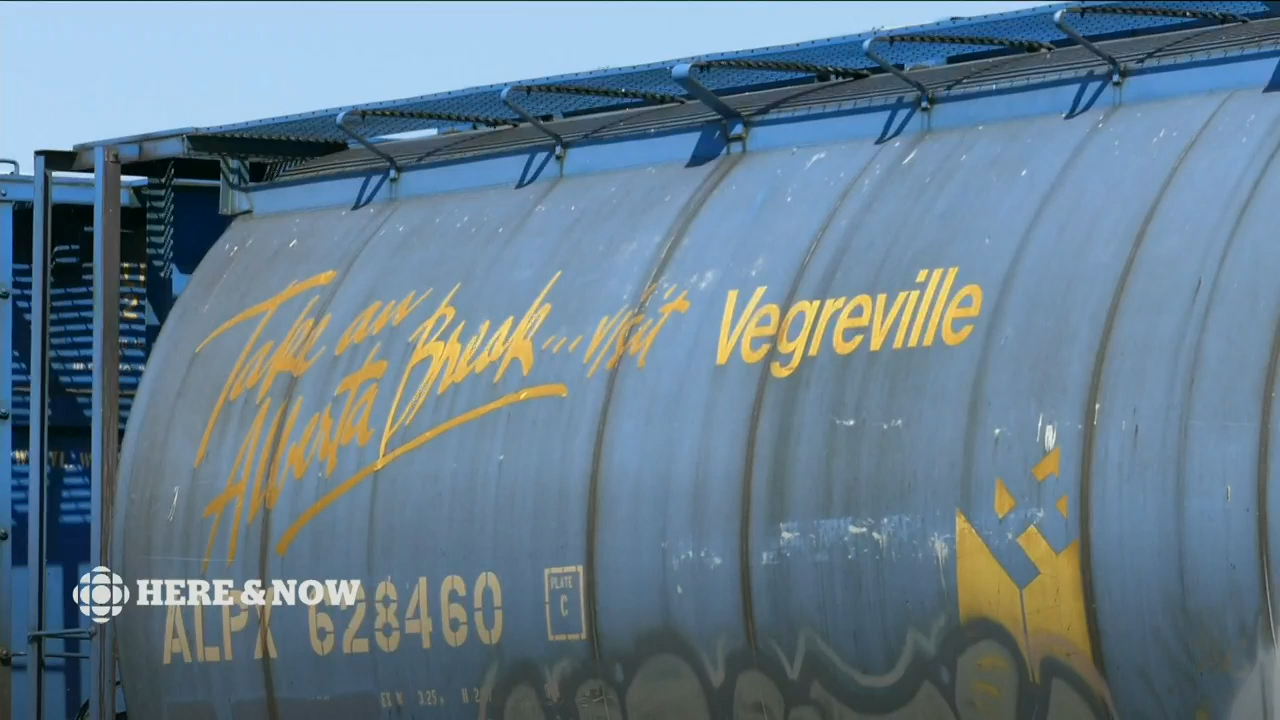 Take an
Alberta Break...visit Vegreville
HERE & NOW
ALPX 628460
PLATE
C